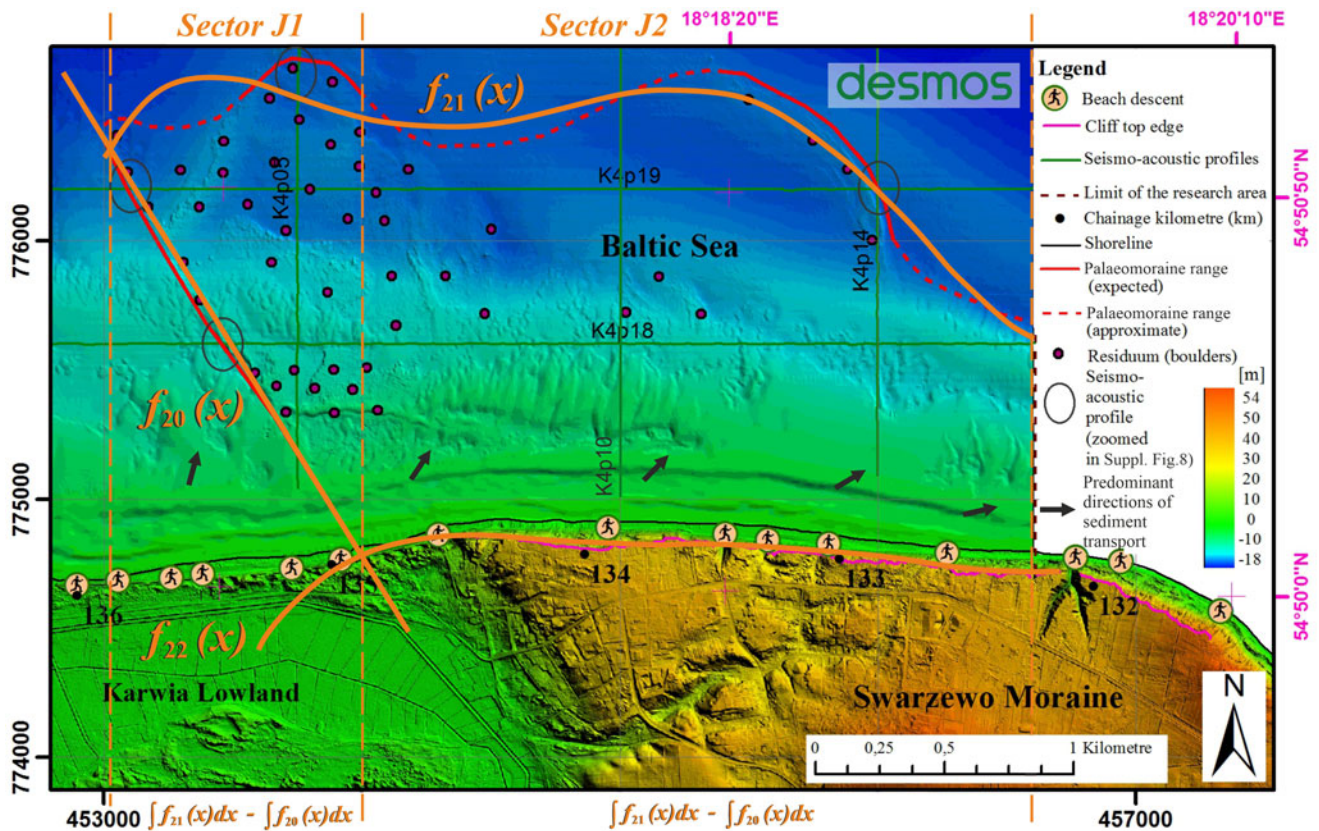 Sector J1
Sector J2
18°18'20"E
18°20'10"E
f21 (x)
desmos
K4p05
K4p19
Baltic Sea
K4p14
K4p18
f20 (x)
K4p10
776000
775000
774000
54°50'50"N
54°50'0"N
Legend
Beach descent
Cliff top edge
Seismo-acoustic profiles
Limit of the research area
Chainage kilometre (km)
Shoreline
Palaeomoraine range
(expected)
Palaeomoraine range
(approximate)
Residuum (boulders)
Seismo-
acoustic
profile
(zoomed
in Suppl. Fig.8)
Predominant
directions of
sediment
transport
[m]
54
50
40
30
20
10
0
-10
-18
136
134
133
132
f22 (x)
Karwia Lowland
Swarzewo Moraine
N
0 0,25 0,5 1 Kilometre
453000
∫f21(x)dx - ∫f20(x)dx
∫f21(x)dx - ∫f20(x)dx
457000